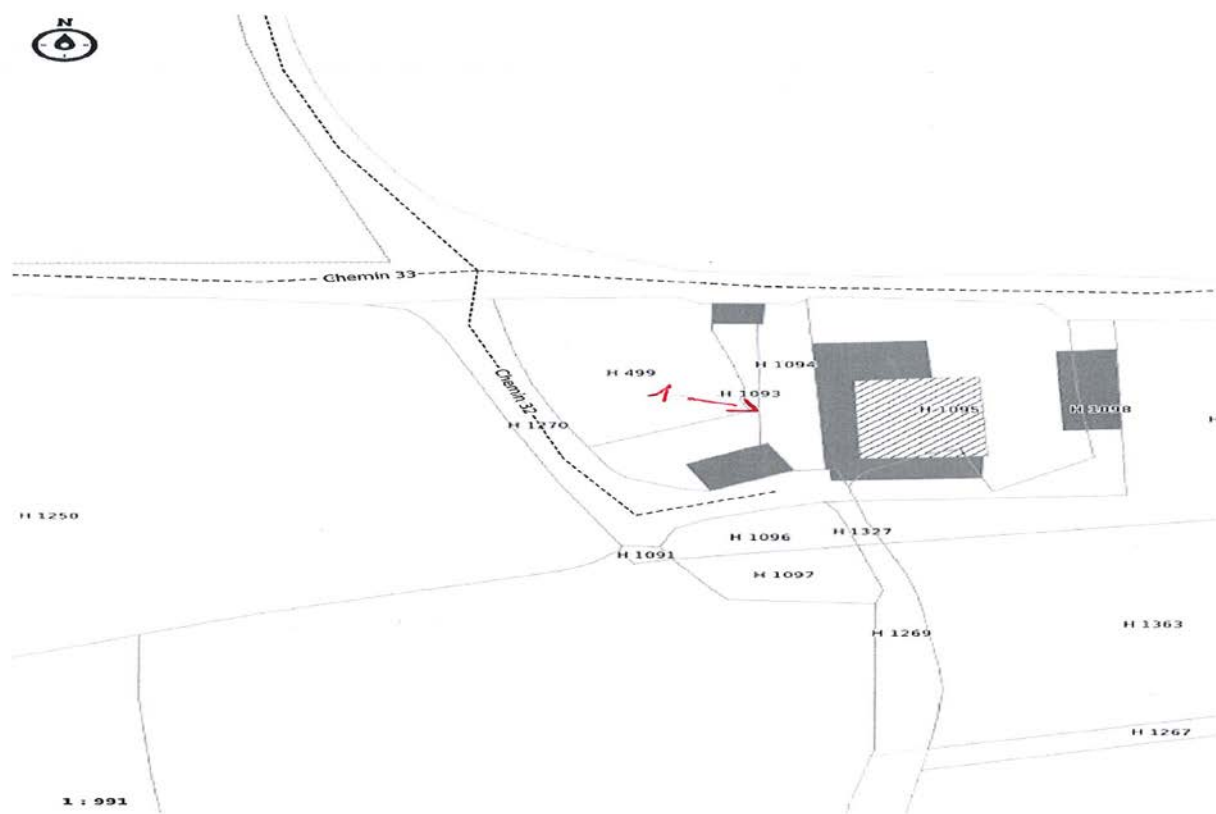 N
Chemin 33
H 1094
H 499
1
H 1093
Chemin 32
H 1095
H 1098
H
H 1270
H 1250
H 1327
H 1096
H 1091
H 1097
H 1363
H 1269
H 1267
1 : 991